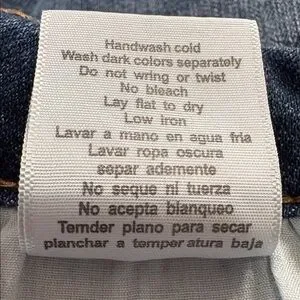 Handwash cold
Wash dark colors separately
Do not wring or twist
No bleach
Lay flat to dry
Low iron
Lavar a mano en agua fria
Lavar ropa oscura
separ ademente
No seque ni tuerza
No acepta blanqueo
Temder plano para secar
planchar a temper atura baja